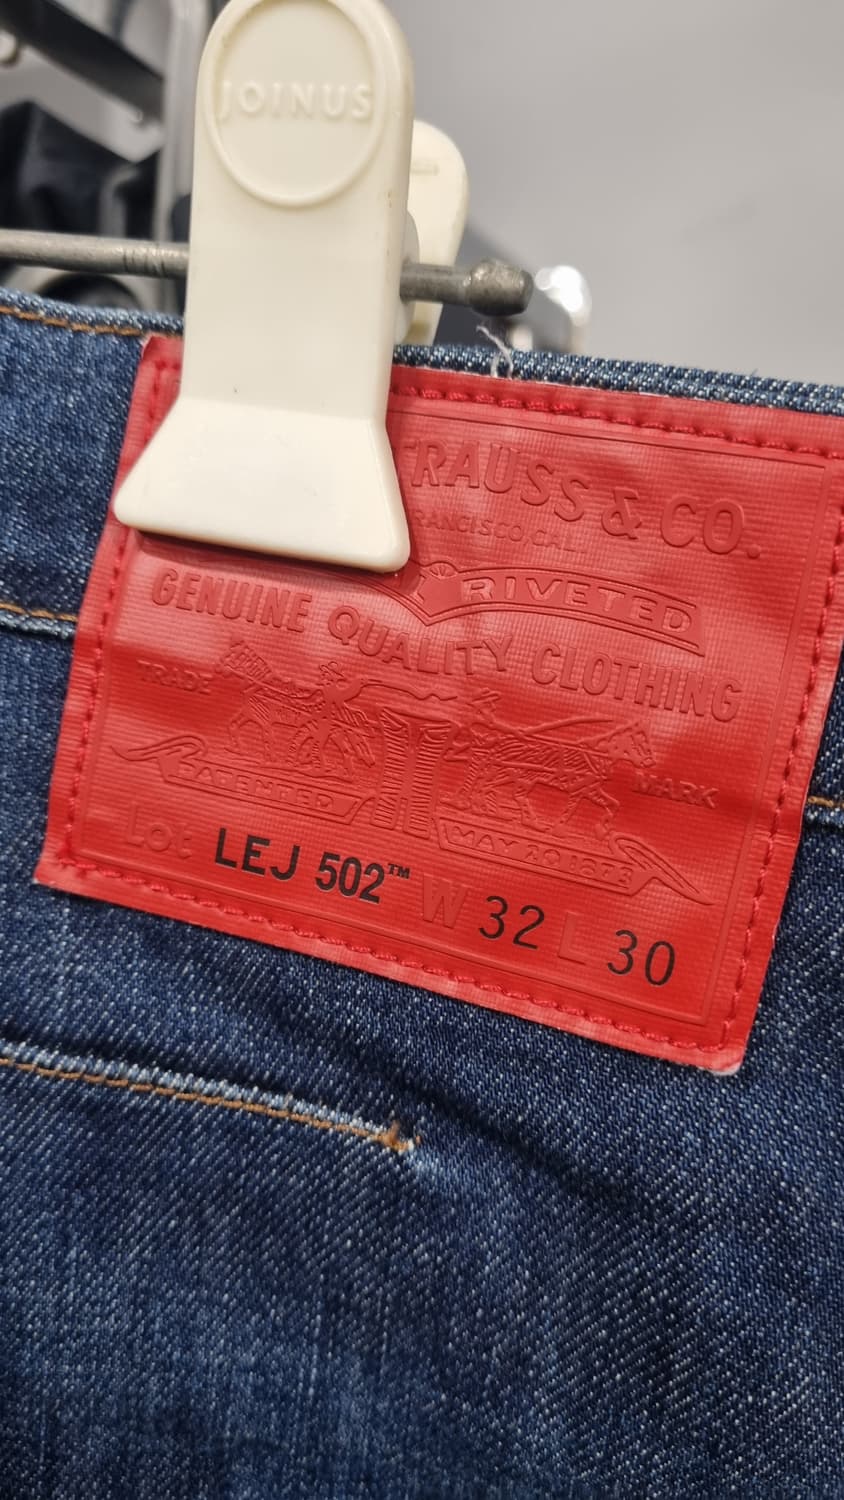 JOINUS
TRAUSS & CO.
RANCISCO, CAL.
RIVETED
GENUINE QUALITY CLOTHING
TRADE MARK
PATENTED MAY 20 1873
Lot LEJ 502™ W 32 L 30